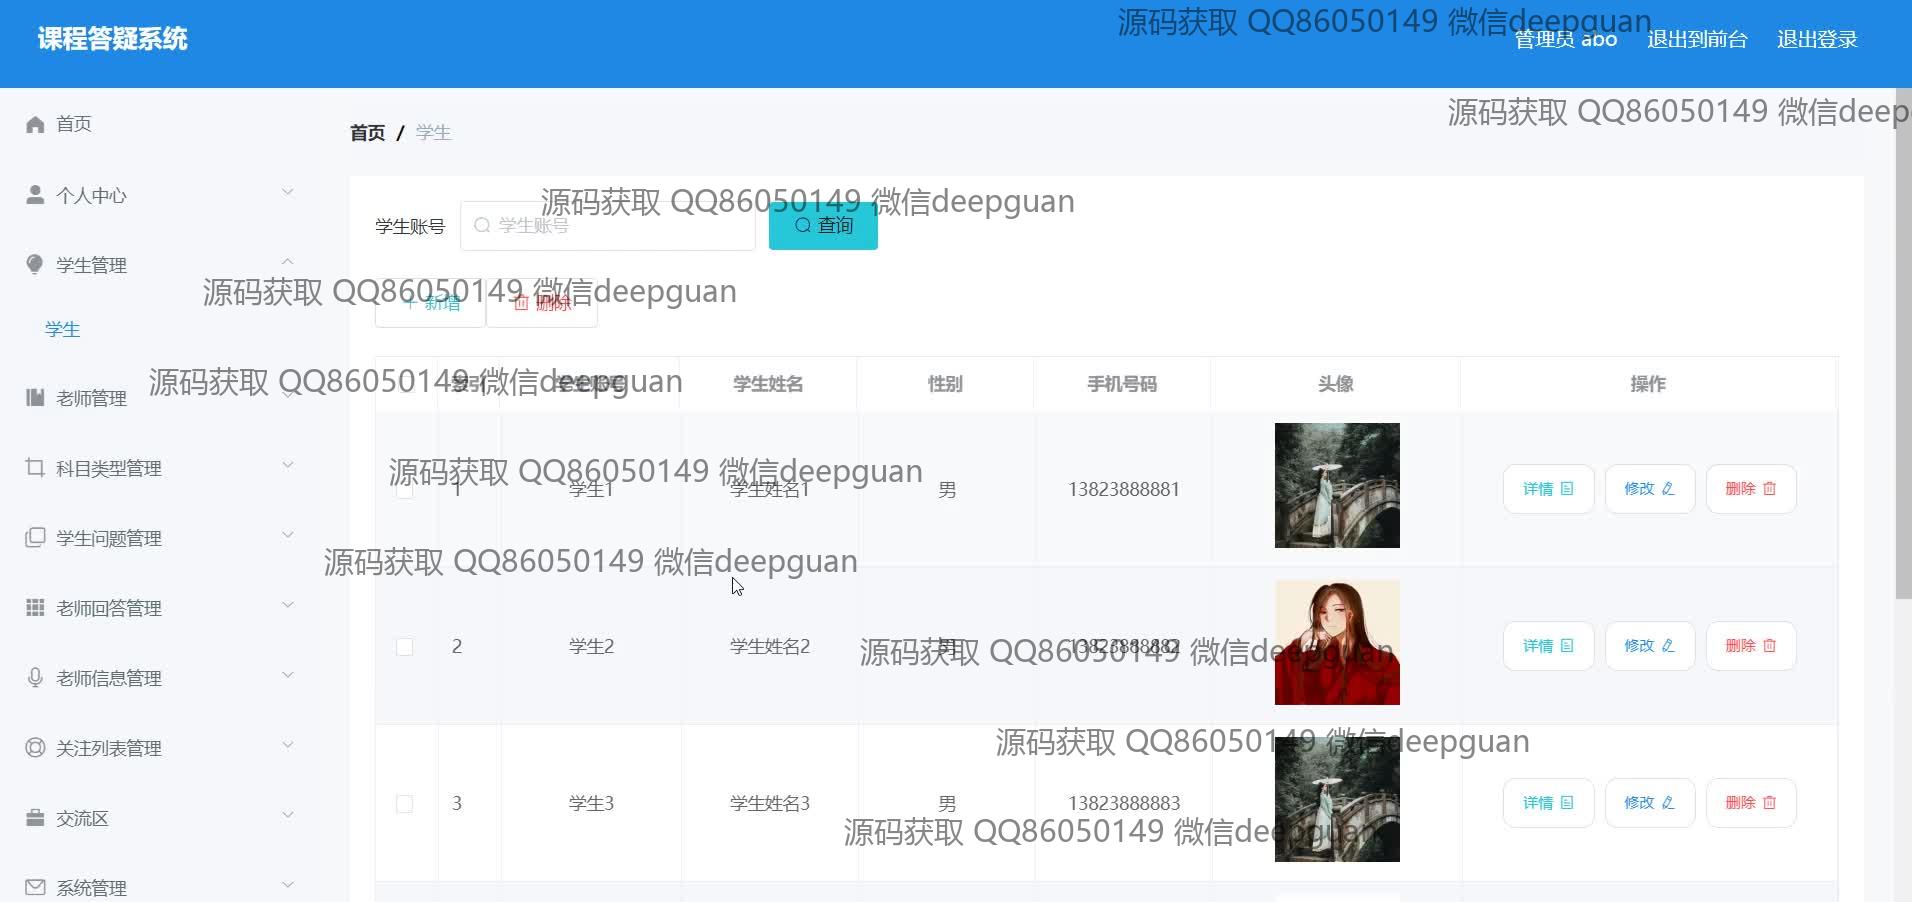 课程答疑系统
源码获取 QQ86050149 微信deepguan
管理员 abo 退出到前台 退出登录
源码获取 QQ86050149 微信deep
首页
首页 / 学生
个人中心
源码获取 QQ86050149 微信deepguan
学生账号 学生账号 查询
学生管理
源码获取 QQ86050149 微信deepguan
新增 删除
学生
源码获取 QQ86050149 微信deepguan
索引 学生账号 学生姓名 性别 手机号码 头像 操作
老师管理
科目类型管理
源码获取 QQ86050149 微信deepguan
1 学生1 学生姓名1 男 13823888881 详情 修改 删除
学生问题管理
源码获取 QQ86050149 微信deepguan
老师回答管理
2 学生2 学生姓名2 男 13823888882 详情 修改 删除
源码获取 QQ86050149 微信deepguan
老师信息管理
源码获取 QQ86050149 微信deepguan
关注列表管理
3 学生3 学生姓名3 男 13823888883 详情 修改 删除
交流区
源码获取 QQ86050149 微信deepguan
系统管理